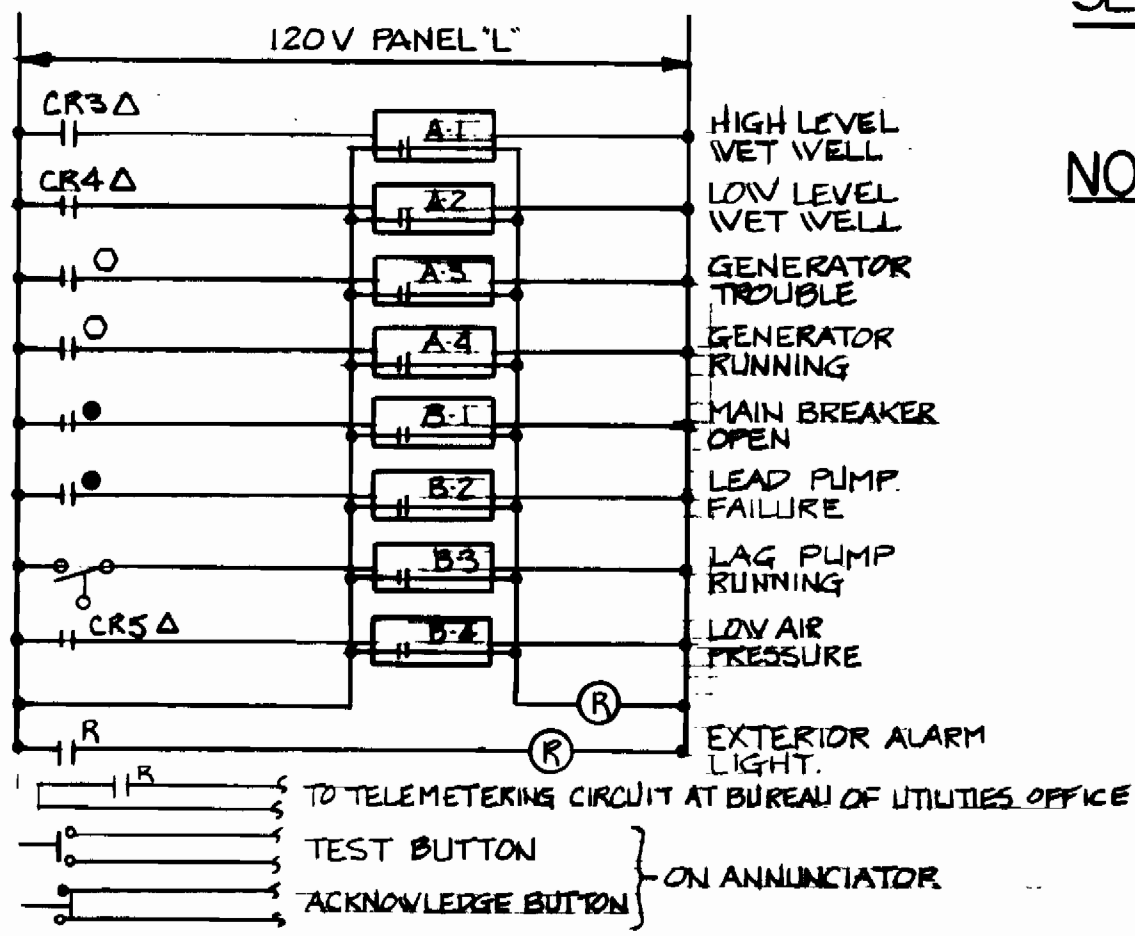 120V PANEL "L"
CR3 Δ
A-1
HIGH LEVEL
WET WELL
CR4 Δ
A-2
LOW LEVEL
WET WELL
A-3
GENERATOR
TROUBLE
A-4
GENERATOR
RUNNING
B-1
MAIN BREAKER
OPEN
B-2
LEAD PUMP
FAILURE
B-3
LAG PUMP
RUNNING
CR5 Δ
B-4
LOW AIR
PRESSURE
R
R
R
EXTERIOR ALARM
LIGHT.
R
TO TELEMETERING CIRCUIT AT BUREAU OF UTILITIES OFFICE
TEST BUTTON
ON ANNUNCIATOR
ACKNOWLEDGE BUTTON
NO